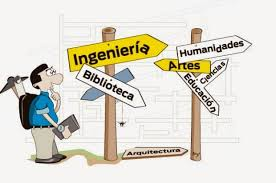 Ingeniería
Biblioteca
Humanidades
Artes
Ciencias
Educación
Arquitectura